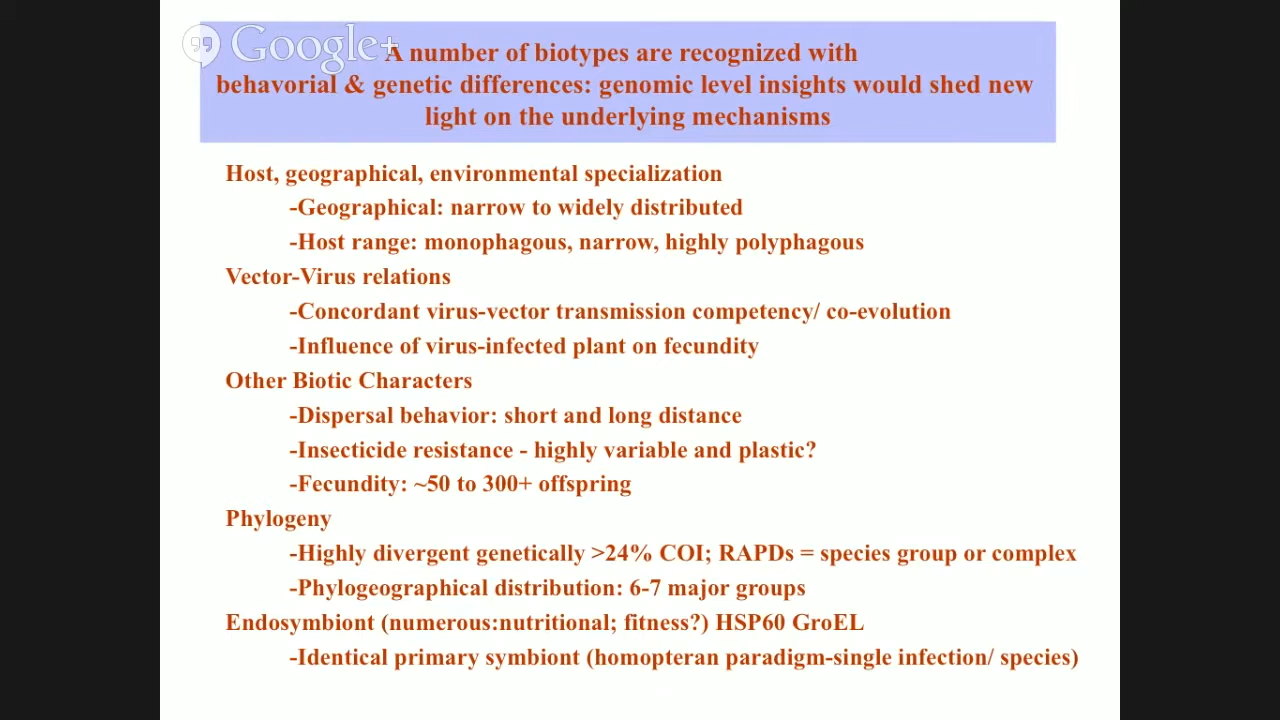 Google+
A number of biotypes are recognized with
behavorial & genetic differences: genomic level insights would shed new
light on the underlying mechanisms
Host, geographical, environmental specialization
-Geographical: narrow to widely distributed
-Host range: monophagous, narrow, highly polyphagous
Vector-Virus relations
-Concordant virus-vector transmission competency/ co-evolution
-Influence of virus-infected plant on fecundity
Other Biotic Characters
-Dispersal behavior: short and long distance
-Insecticide resistance - highly variable and plastic?
-Fecundity: ~50 to 300+ offspring
Phylogeny
-Highly divergent genetically >24% COI; RAPDs = species group or complex
-Phylogeographical distribution: 6-7 major groups
Endosymbiont (numerous:nutritional; fitness?) HSP60 GroEL
-Identical primary symbiont (homopteran paradigm-single infection/ species)